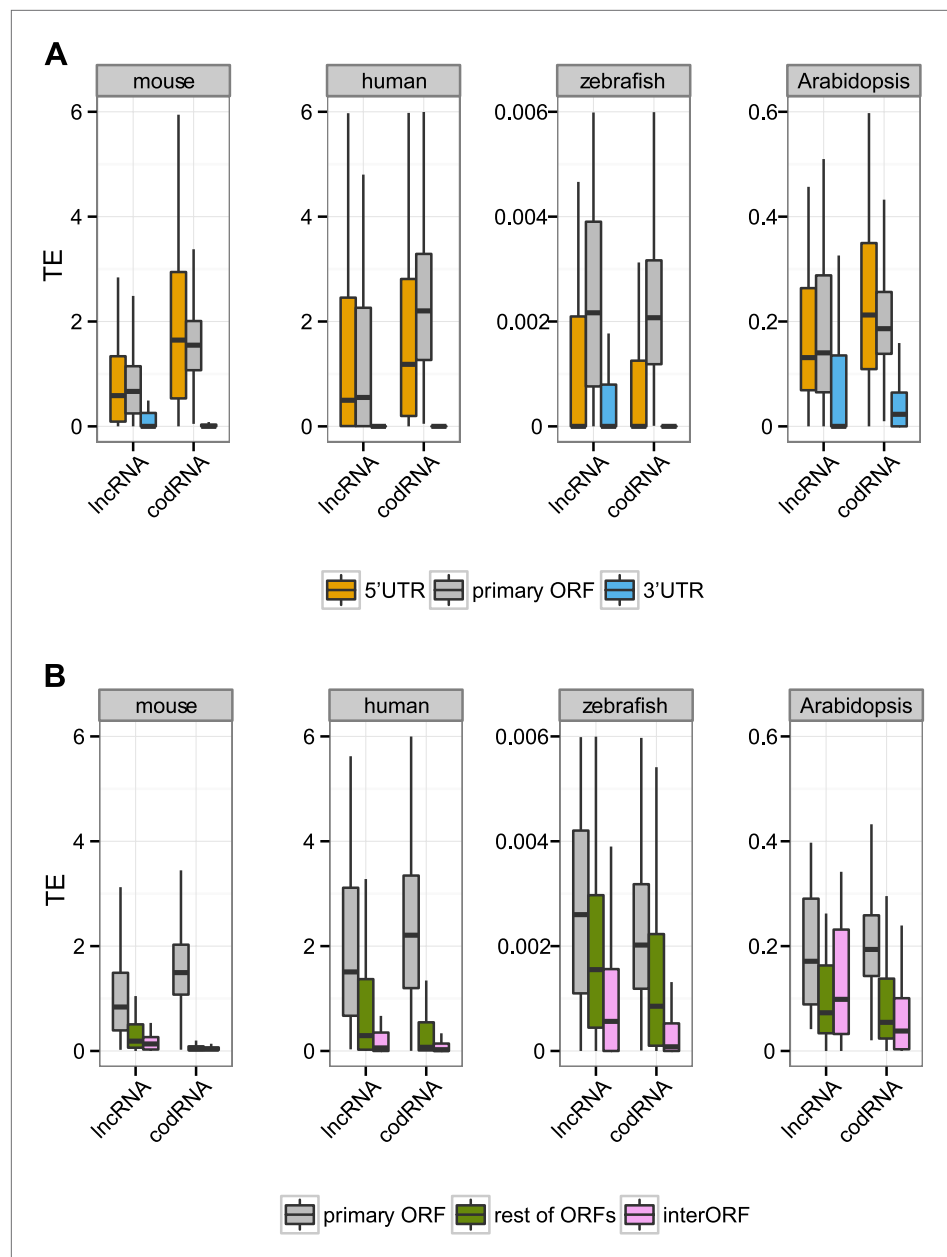 A
mouse
human
zebrafish
Arabidopsis
TE
6
4
2
0
6
4
2
0
0.006
0.004
0.002
0
0.6
0.4
0.2
0
lncRNA
codRNA
lncRNA
codRNA
lncRNA
codRNA
lncRNA
codRNA
5'UTR primary ORF 3'UTR
B
mouse
human
zebrafish
Arabidopsis
TE
6
4
2
0
6
4
2
0
0.006
0.004
0.002
0
0.6
0.4
0.2
0
lncRNA
codRNA
lncRNA
codRNA
lncRNA
codRNA
lncRNA
codRNA
primary ORF rest of ORFs interORF